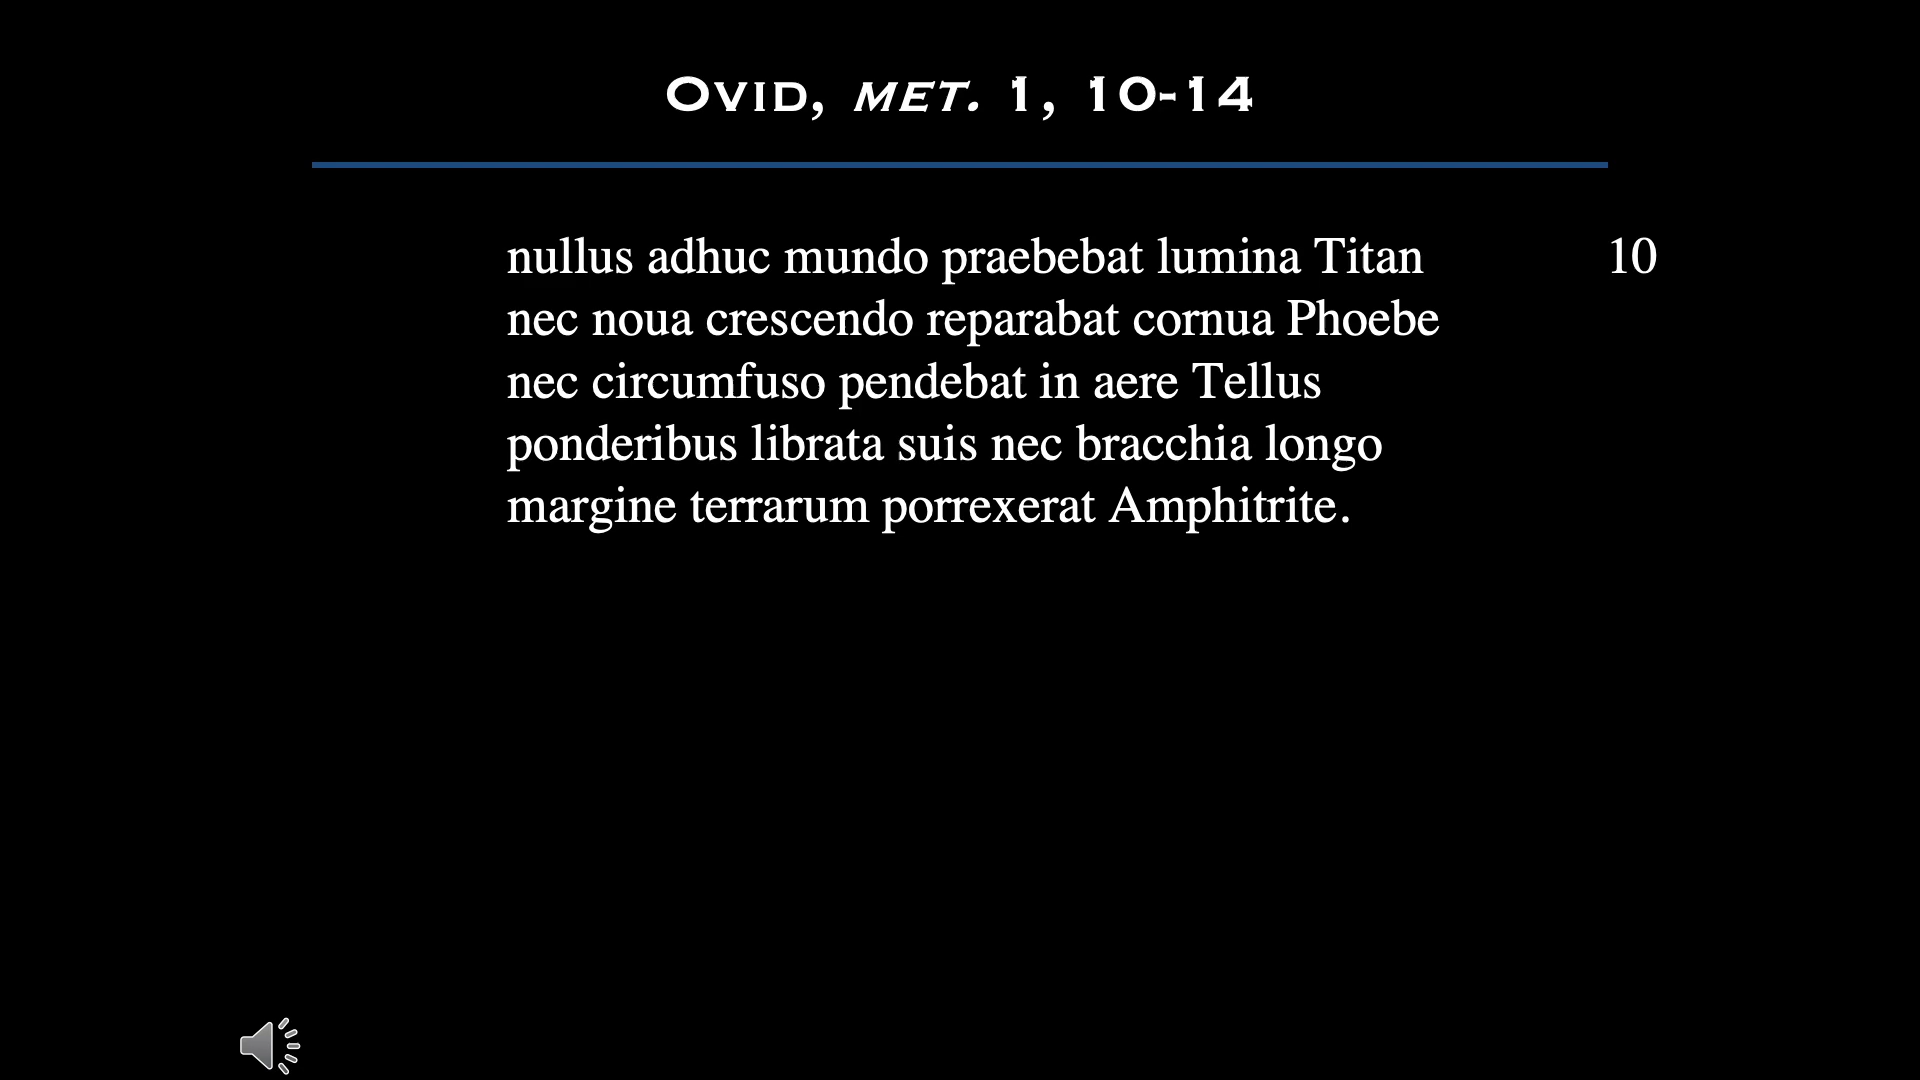 Ovid, met. 1, 10-14
nullus adhuc mundo praebebat lumina Titan 10
nec noua crescendo reparabat cornua Phoebe
nec circumfuso pendebat in aere Tellus
ponderibus librata suis nec bracchia longo
margine terrarum porrexerat Amphitrite.